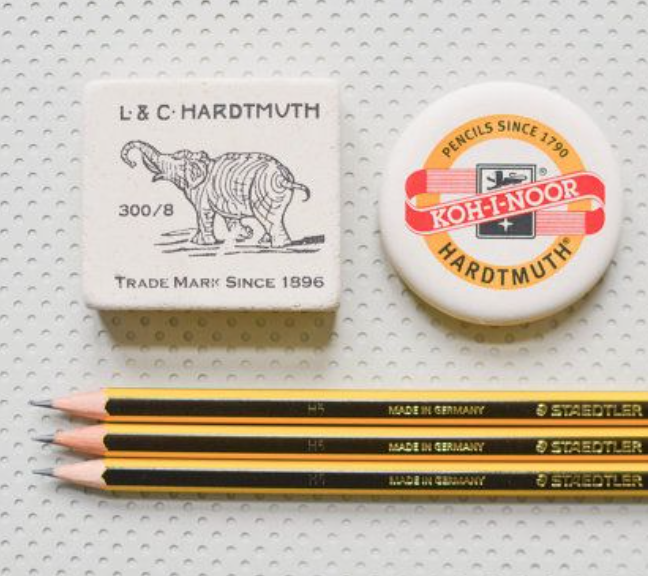 L. & C. HARDTMUTH
300/8
TRADE MARK SINCE 1896
PENCILS SINCE 1790
®
KOH-I-NOOR
HARDTMUTH®
MADE IN GERMANY STAEDTLER
MADE IN GERMANY STAEDTLER
MADE IN GERMANY STAEDTLER